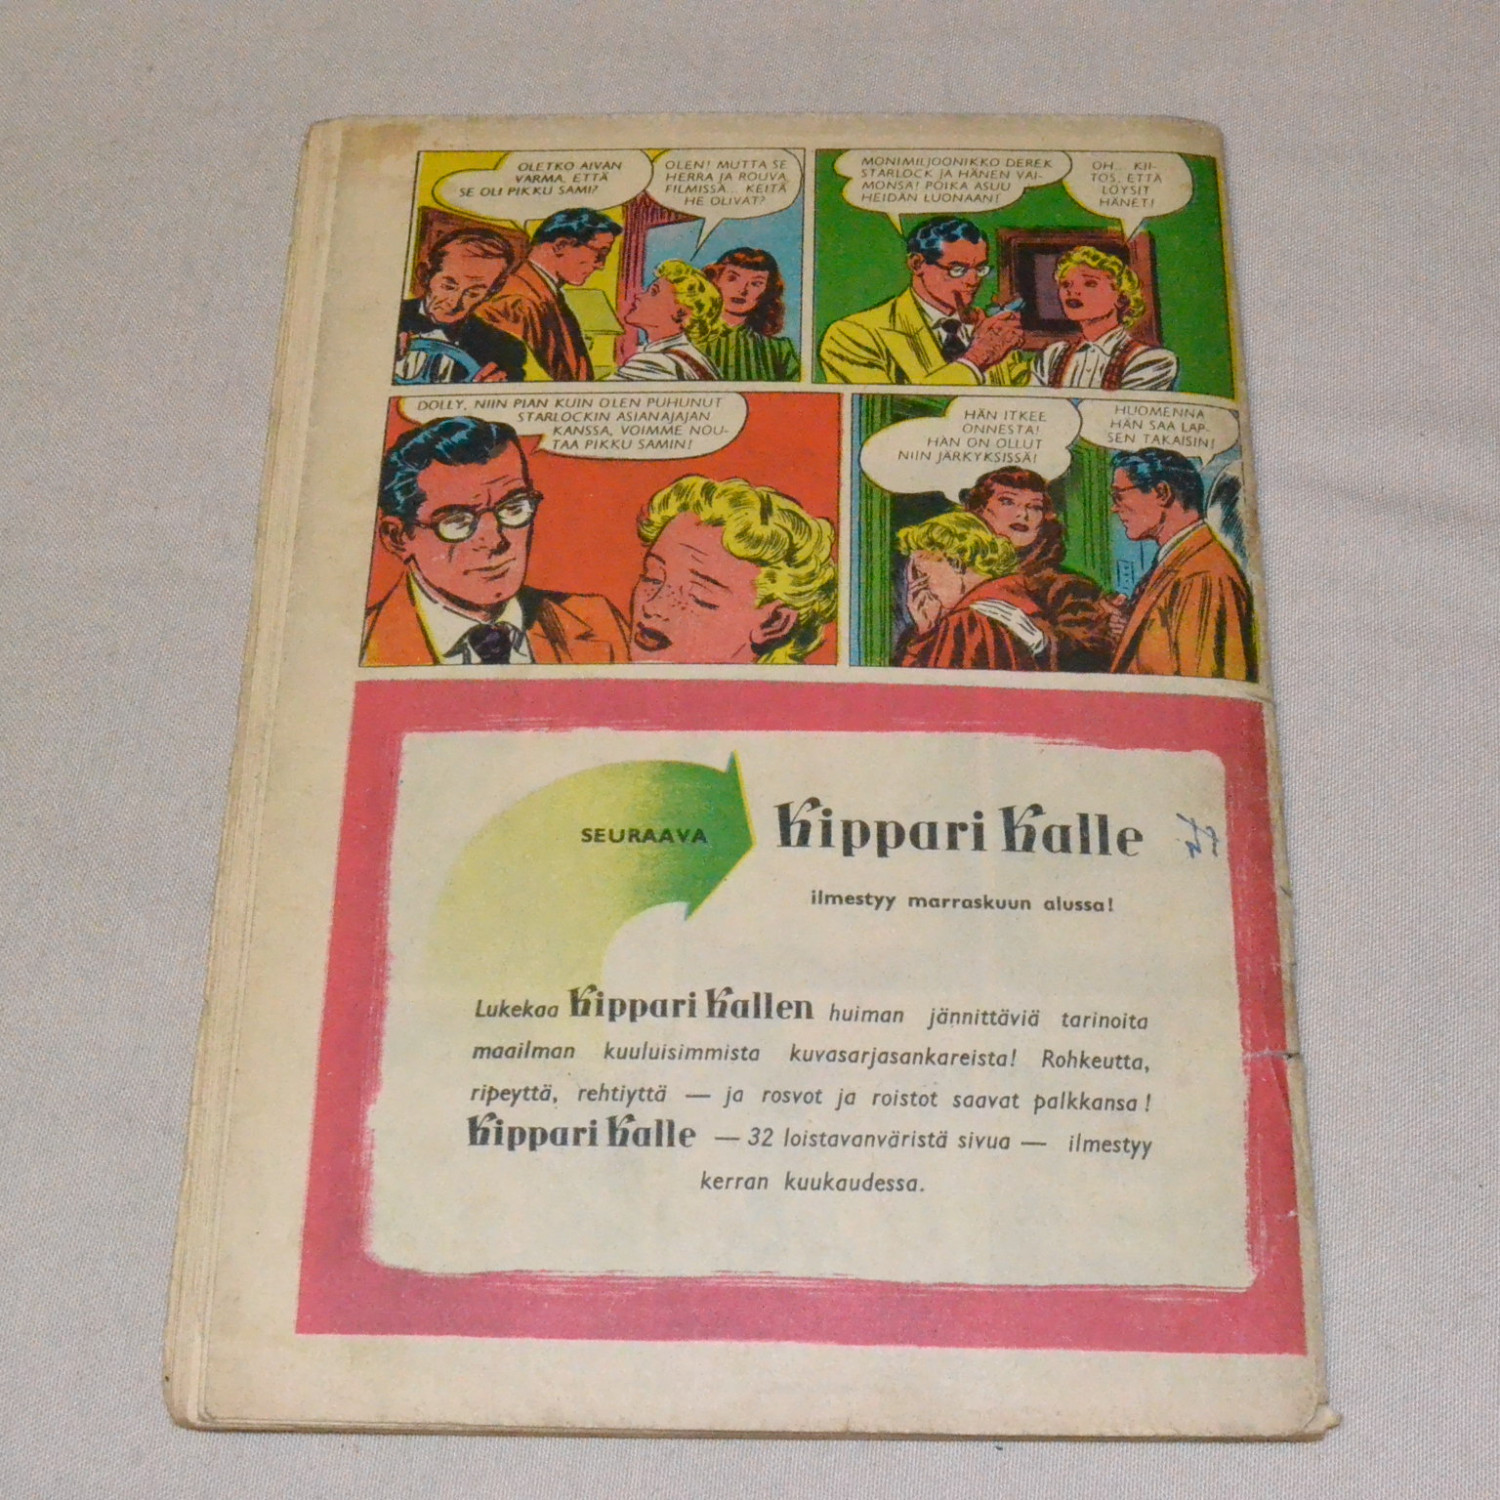 OLETKO AIVAN
VARMA, ETTÄ
SE OLI PIKKU SAMI?
OLEN! MUTTA SE
HERRA JA ROUVA
FILMISSÄ... KEITÄ
HE OLIVAT?
MONIMILJOONIKKO DEREK
STARLOCK JA HÄNEN VAI-
MONSA! POIKA ASUU
HEIDÄN LUONAAN!
OH... KII-
TOS, ETTÄ
LÖYSIT
HÄNET!
DOLLY, NIIN PIAN KUIN OLEN PUHUNUT
STARLOCKIN ASIANAJAJAN
KANSSA, VOIMME NOU-
TAA PIKKU SAMIN!
HÄN ITKEE
ONNESTA!
HÄN ON OLLUT
NIIN JÄRKYKSISSÄ!
HUOMENNA
HÄN SAA LAP-
SEN TAKAISIN!
SEURAAVA
Kippari Kalle
ilmestyy marraskuun alussa!
Lukekaa Kippari Kallen huiman jännittäviä tarinoita
maailman kuuluisimmista kuvasarjasankareista! Rohkeutta,
ripeyttä, rehtiyttä — ja rosvot ja roistot saavat palkkansa!
Kippari Kalle — 32 loistavanväristä sivua — ilmestyy
kerran kuukaudessa.